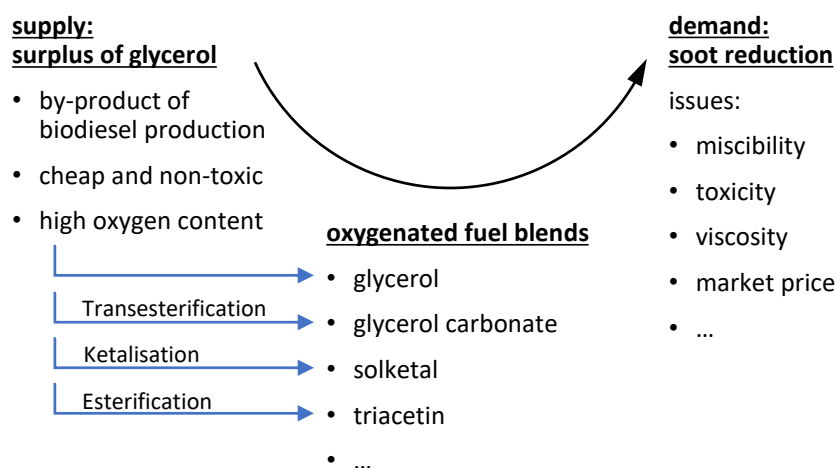 supply:
surplus of glycerol
• by-product of
biodiesel production
• cheap and non-toxic
• high oxygen content
Transesterification
Ketalisation
Esterification
oxygenated fuel blends
• glycerol
• glycerol carbonate
• solketal
• triacetin
• ...
demand:
soot reduction
issues:
• miscibility
• toxicity
• viscosity
• market price
• ...